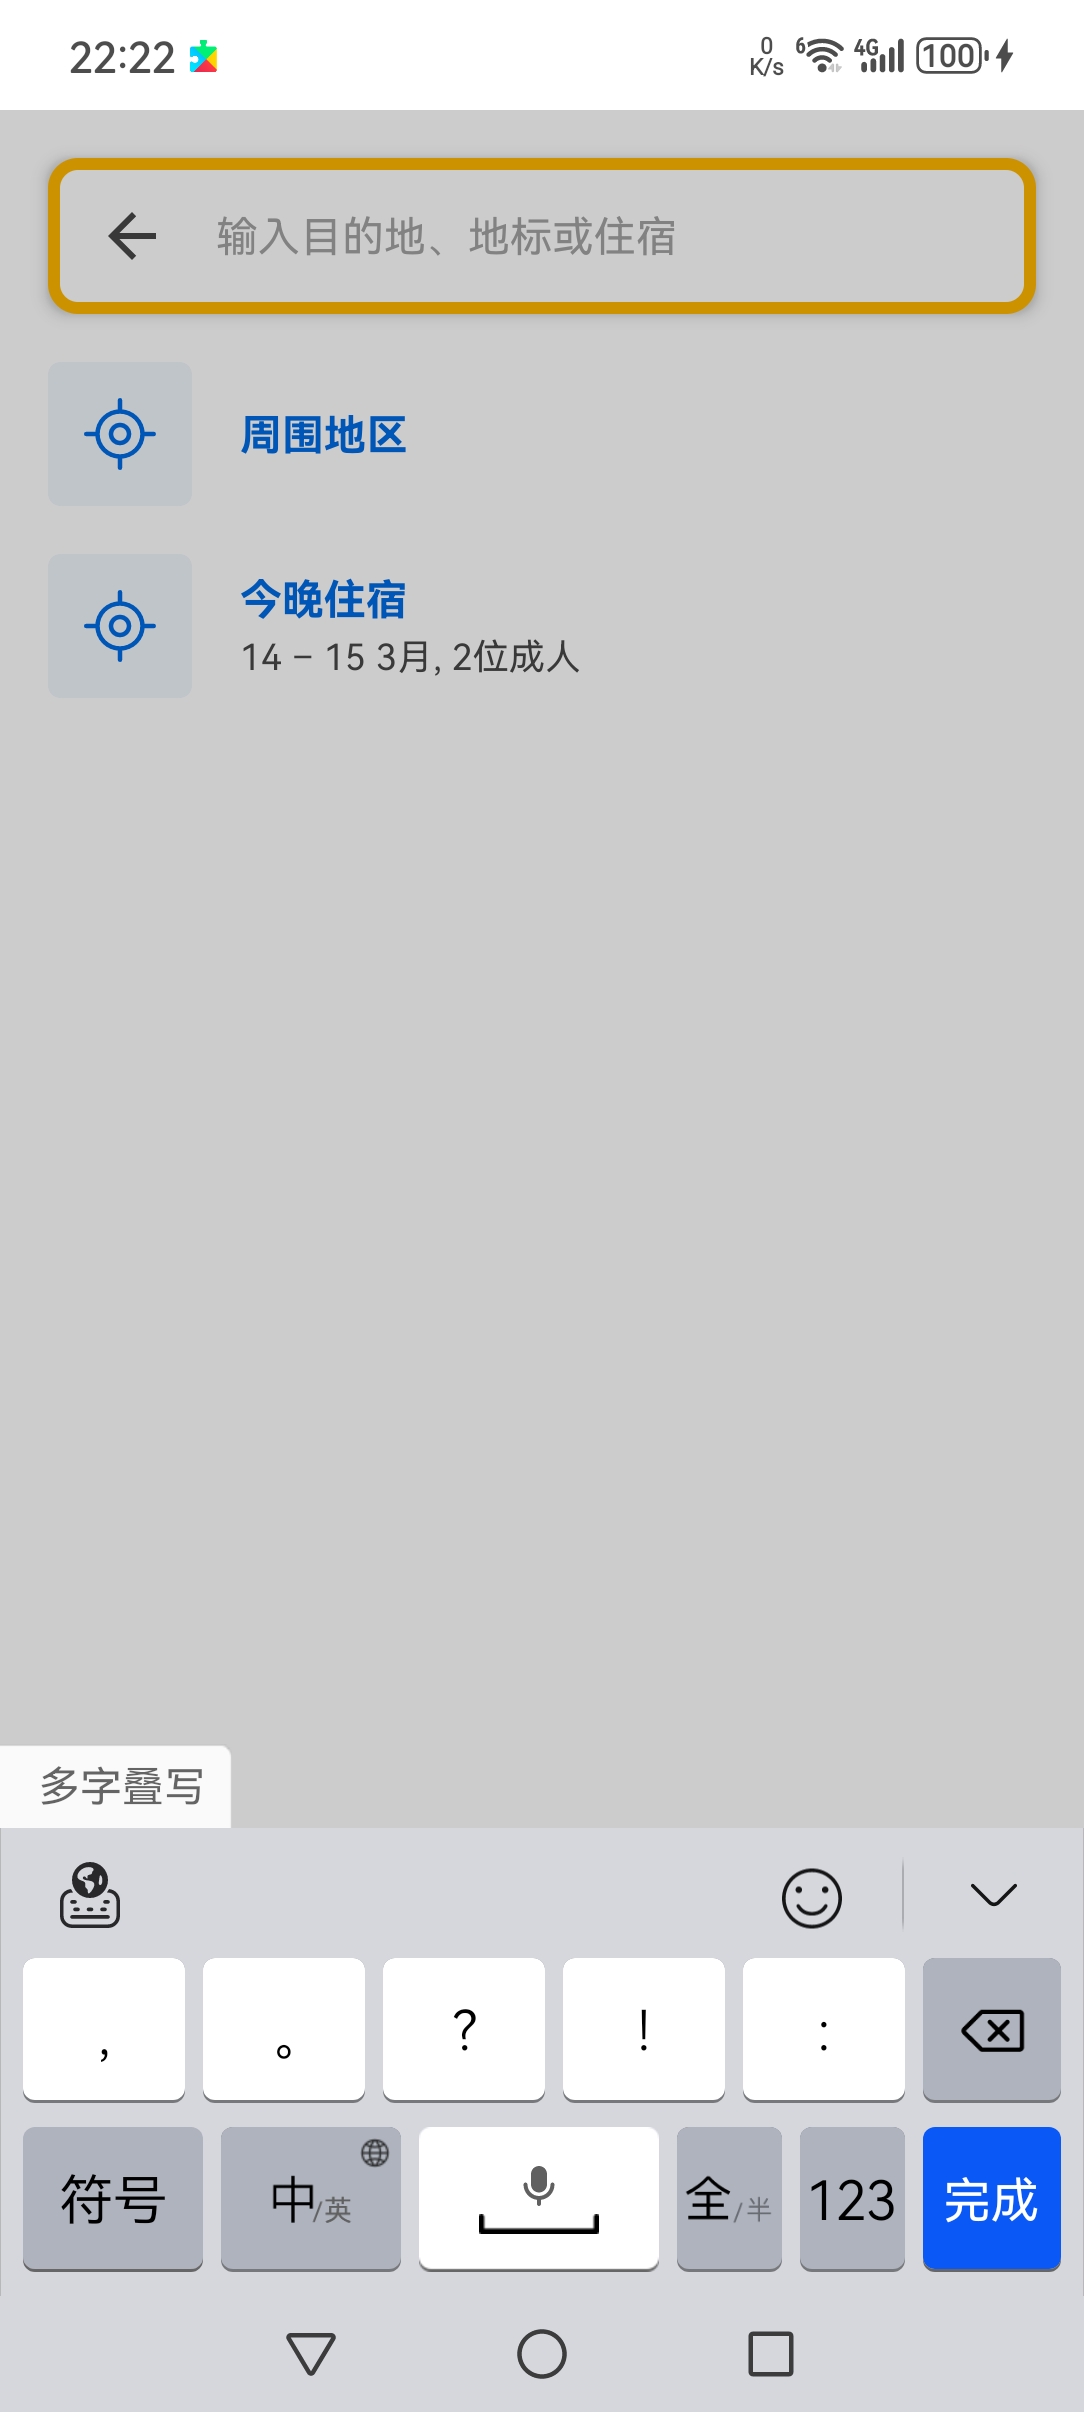 22:22
0 K/s 6 4G 100
输入目的地、地标或住宿
周围地区
今晚住宿
14 – 15 3月, 2位成人
多字叠写
， 。 ？ ！ ：
符号 中/英 全/半 123 完成